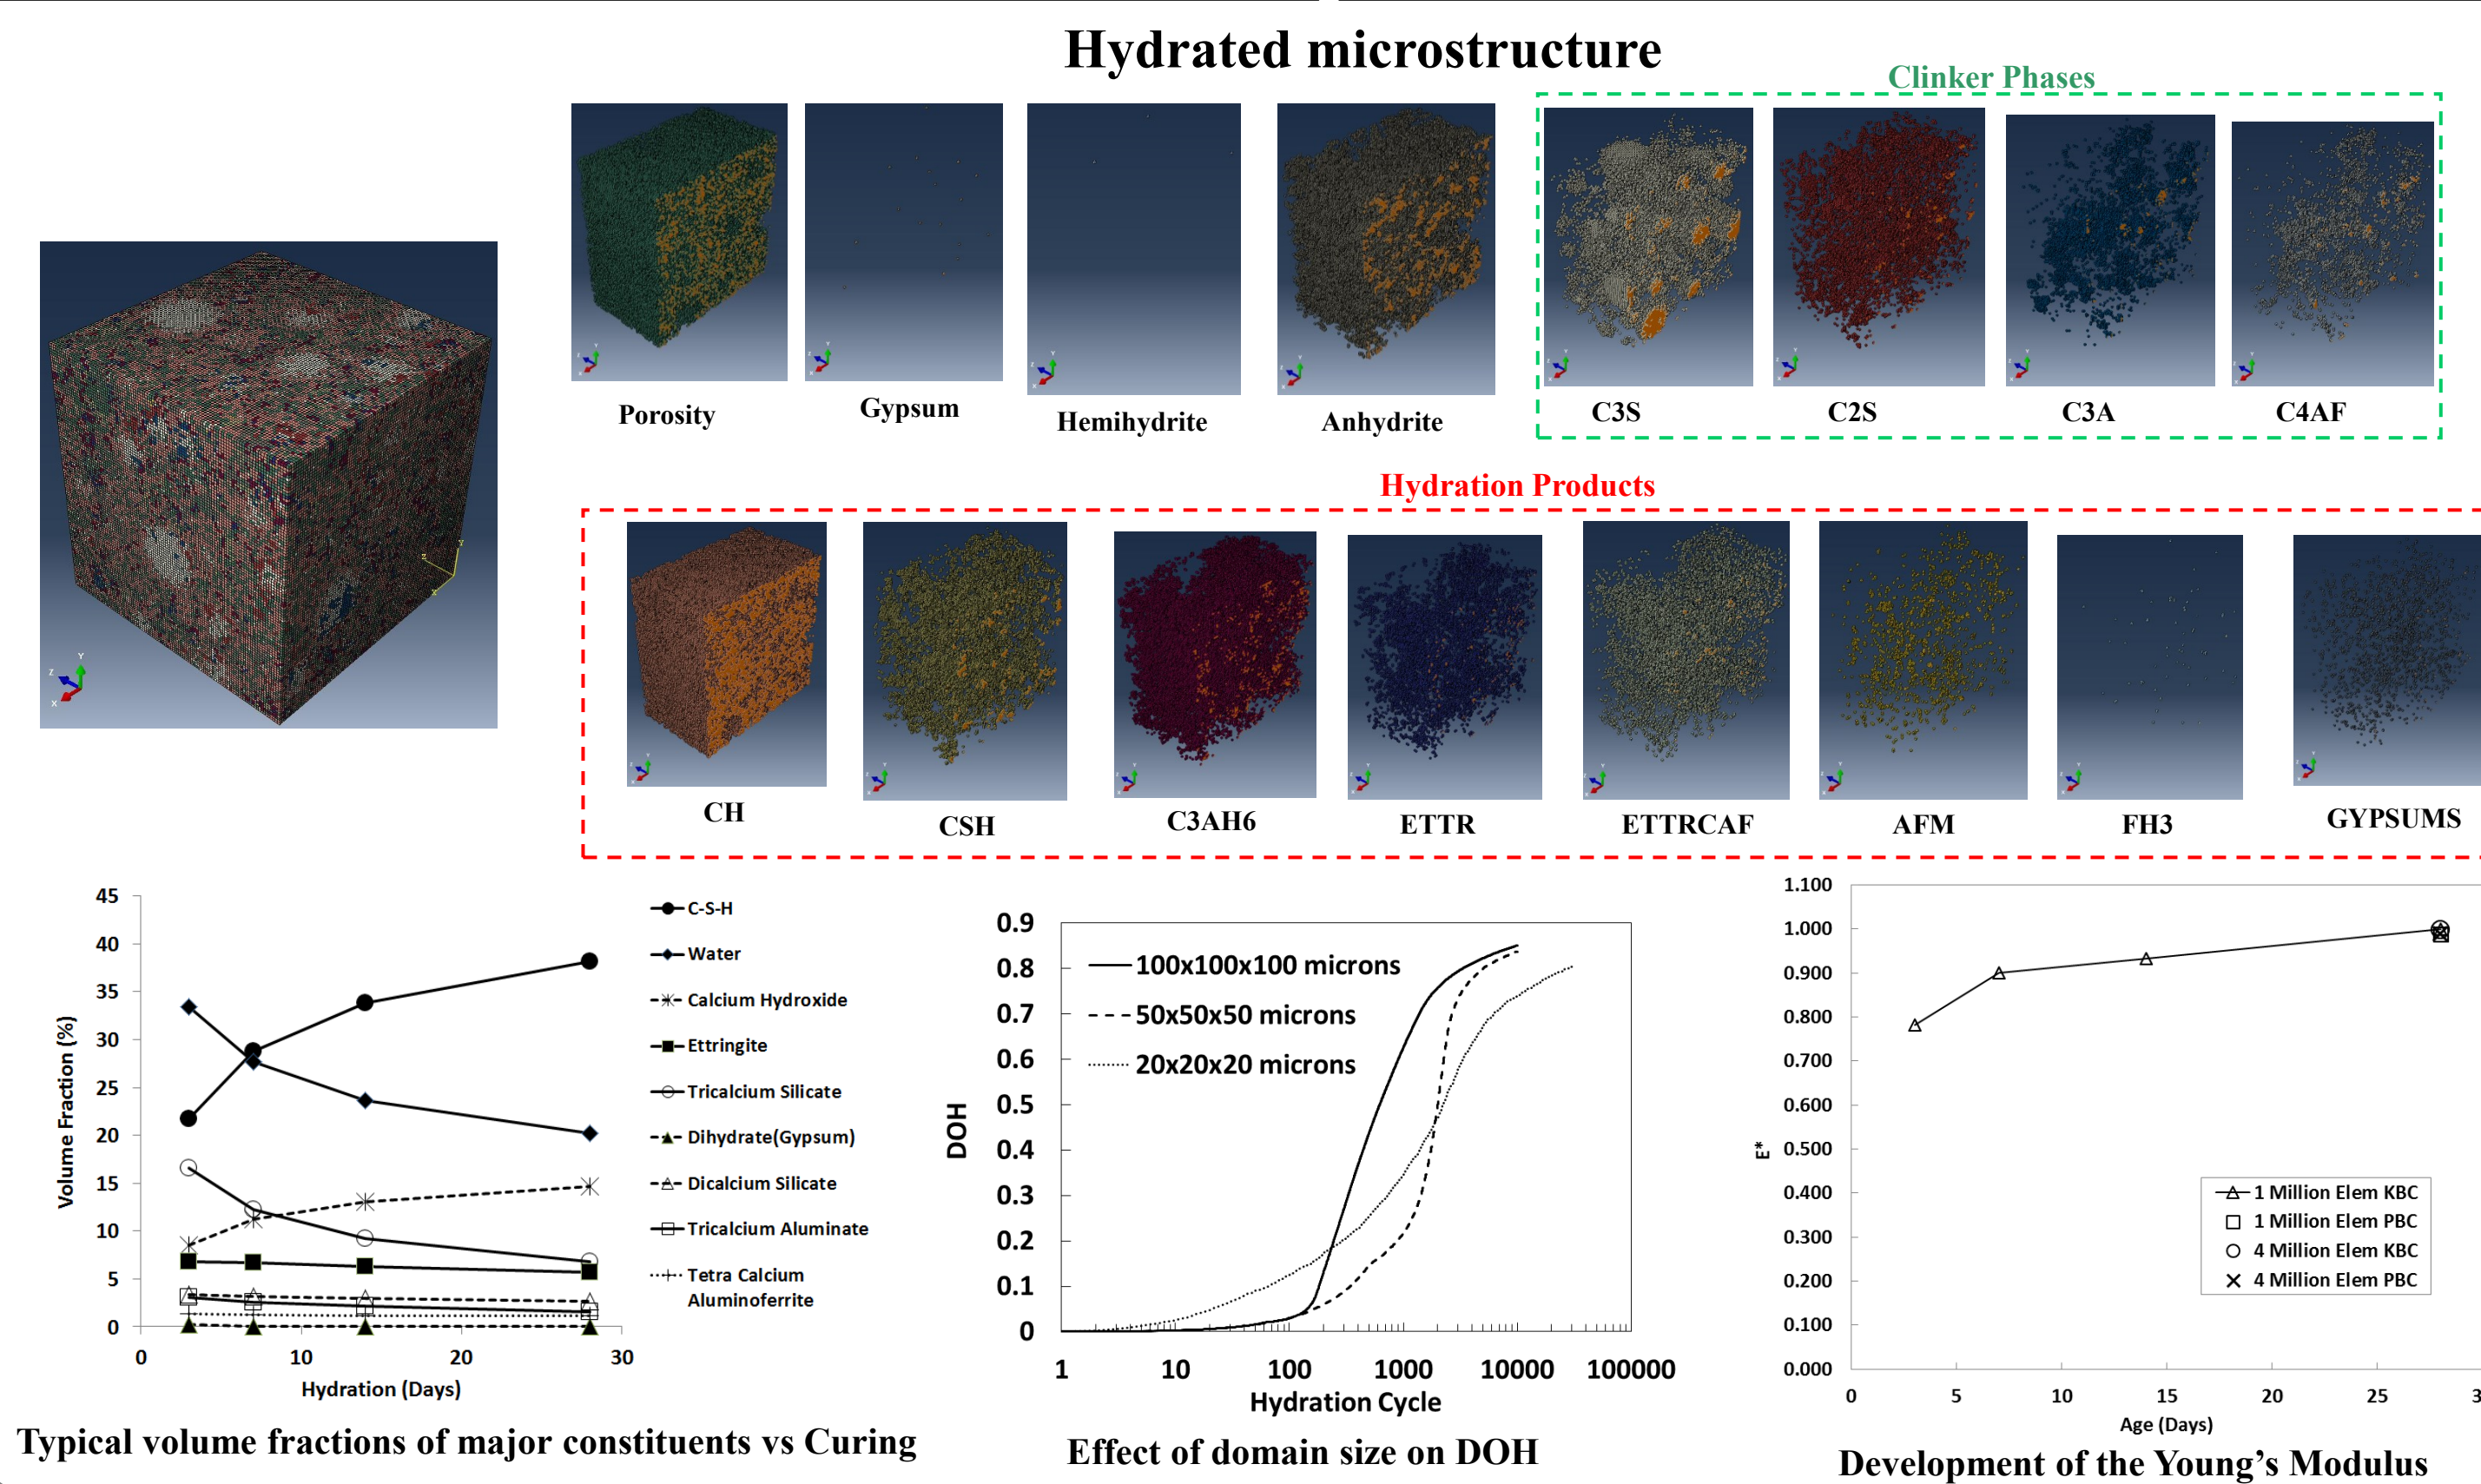 Hydrated microstructure
Clinker Phases
Porosity
Gypsum
Hemihydrite
Anhydrite
C3S
C2S
C3A
C4AF
Hydration Products
CH
CSH
C3AH6
ETTR
ETTRCAF
AFM
FH3
GYPSUMS
Y
Z
X
45
40
35
30
25
20
15
10
5
0
Volume Fraction (%)
0 10 20 30
Hydration (Days)
C-S-H
Water
Calcium Hydroxide
Ettringite
Tricalcium Silicate
Dihydrate(Gypsum)
Dicalcium Silicate
Tricalcium Aluminate
Tetra Calcium
Aluminoferrite
Typical volume fractions of major constituents vs Curing
0.9
0.8
0.7
0.6
0.5
0.4
0.3
0.2
0.1
0
DOH
100x100x100 microns
50x50x50 microns
20x20x20 microns
1 10 100 1000 10000 100000
Hydration Cycle
Effect of domain size on DOH
1.100
1.000
0.900
0.800
0.700
0.600
0.500
0.400
0.300
0.200
0.100
0.000
E*
1 Million Elem KBC
1 Million Elem PBC
4 Million Elem KBC
4 Million Elem PBC
0 5 10 15 20 25
Age (Days)
Development of the Young's Modulus